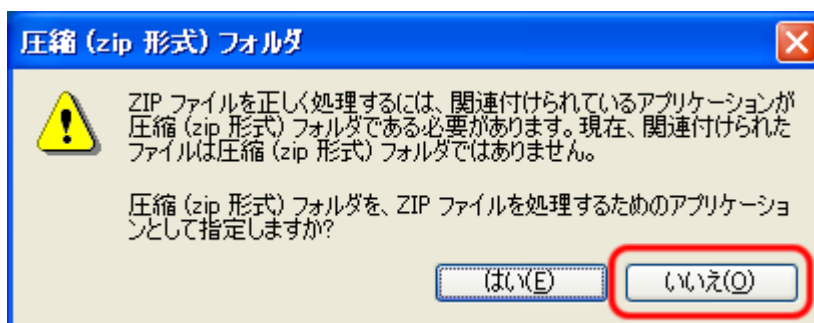 圧縮 (zip 形式) フォルダ
ZIP ファイルを正しく処理するには、関連付けられているアプリケーションが
圧縮 (zip 形式) フォルダである必要があります。現在、関連付けられた
ファイルは圧縮 (zip 形式) フォルダではありません。
圧縮 (zip 形式) フォルダを、ZIP ファイルを処理するためのアプリケーショ
ンとして指定しますか?
はい(E) いいえ(O)